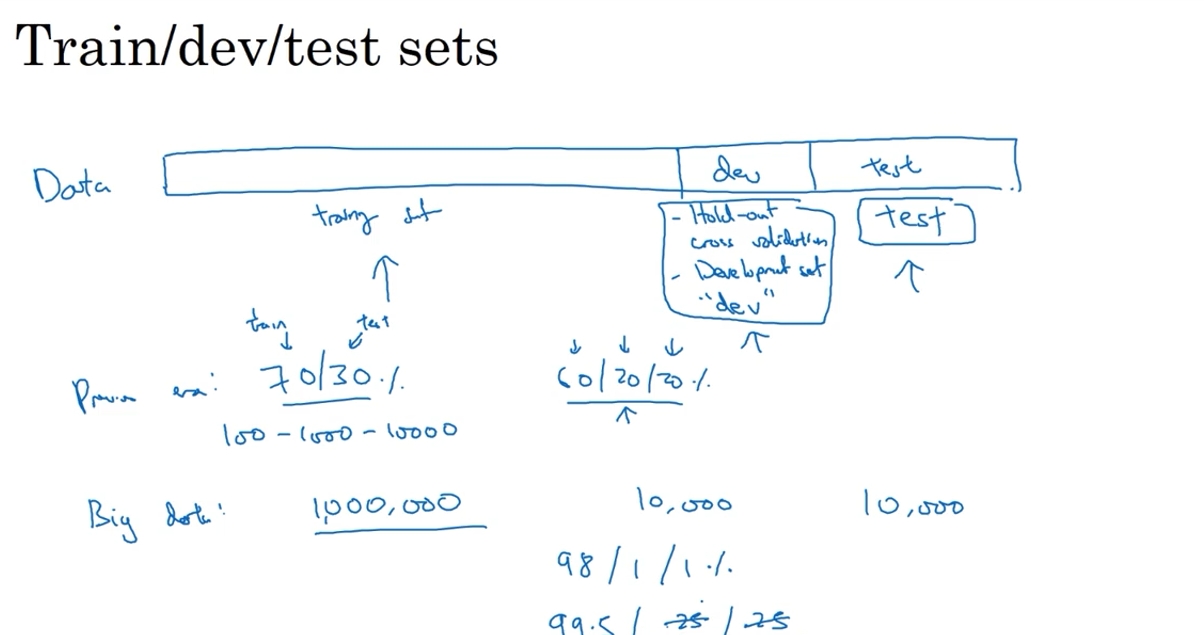 Train/dev/test sets
Data
dev
test
traing set
- Hold-out
cross validation
- Development set
"dev"
test
train
test
Previous era:
70/30 %
60/20/20 %
100 - 1000 - 10000
Big data:
1,000,000
10,000
10,000
98 / 1 / 1 %
99.5 / 25 / 25